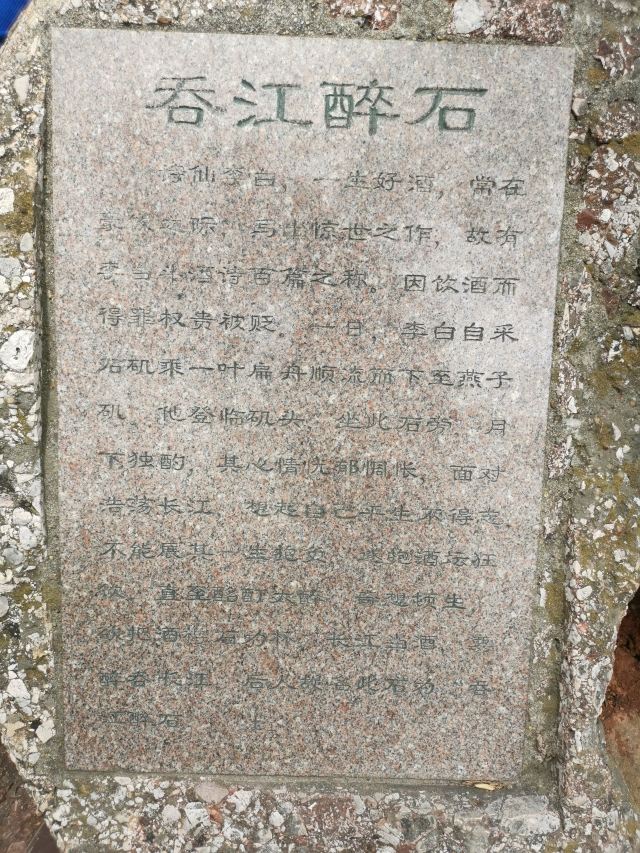 吞江醉石
诗仙李白，一生好酒，常在
豪饮之际，写出惊世之作，故有
李白斗酒诗百篇之称。因饮酒而
得罪权贵被贬。一日，李白自采
石矶乘一叶扁舟顺流而下至燕子
矶，他登临矶头，坐此石旁，月
下独酌，其心情忧郁惆怅，面对
浩荡长江，想起自己平生不得志，
不能展其一生抱负，遂抱酒坛狂
饮，直至酩酊大醉，奇想倾生，
欲把酒 石为杯，长江当酒，要
醉吞长江，后人 名此石为“吞
江醉石”